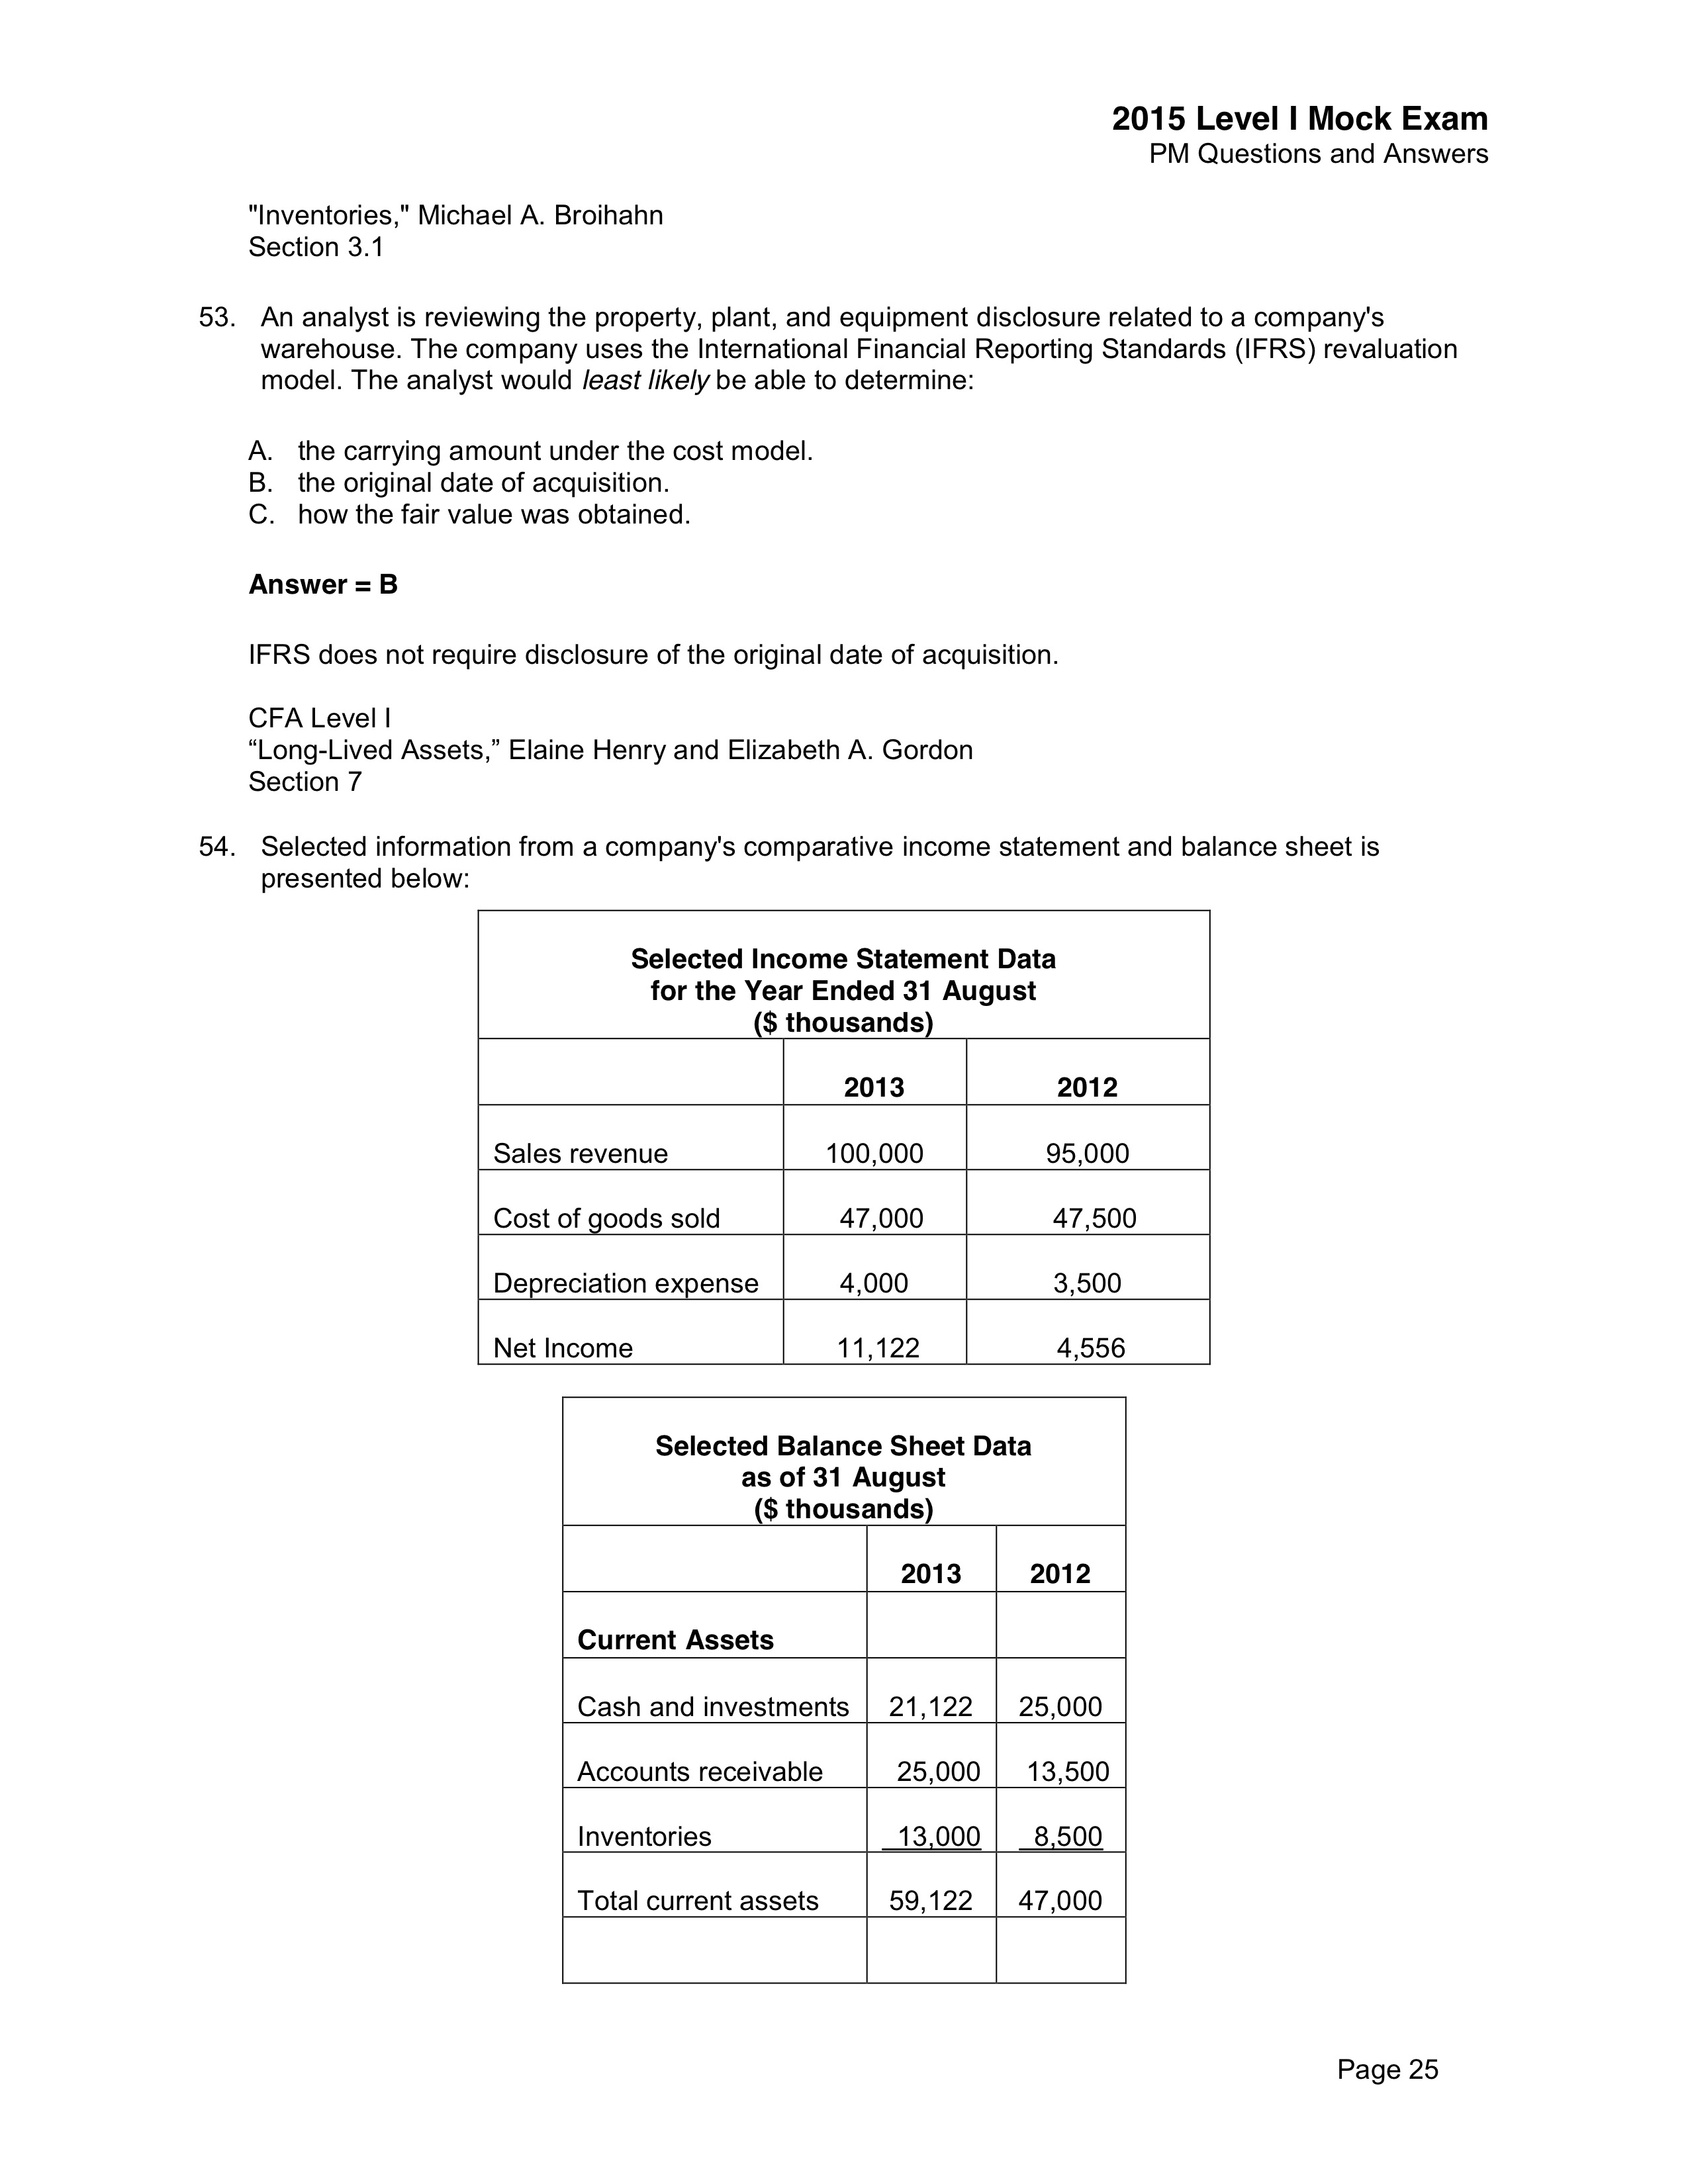 2015 Level I Mock Exam
PM Questions and Answers
"Inventories," Michael A. Broihahn
Section 3.1
53. An analyst is reviewing the property, plant, and equipment disclosure related to a company's
warehouse. The company uses the International Financial Reporting Standards (IFRS) revaluation
model. The analyst would least likely be able to determine:
A. the carrying amount under the cost model.
B. the original date of acquisition.
C. how the fair value was obtained.
Answer = B
IFRS does not require disclosure of the original date of acquisition.
CFA Level I
“Long-Lived Assets,” Elaine Henry and Elizabeth A. Gordon
Section 7
54. Selected information from a company's comparative income statement and balance sheet is
presented below:
Selected Income Statement Data
for the Year Ended 31 August
($ thousands)
2013 2012
Sales revenue 100,000 95,000
Cost of goods sold 47,000 47,500
Depreciation expense 4,000 3,500
Net Income 11,122 4,556
Selected Balance Sheet Data
as of 31 August
($ thousands)
2013 2012
Current Assets
Cash and investments 21,122 25,000
Accounts receivable 25,000 13,500
Inventories 13,000 8,500
Total current assets 59,122 47,000
Page 25